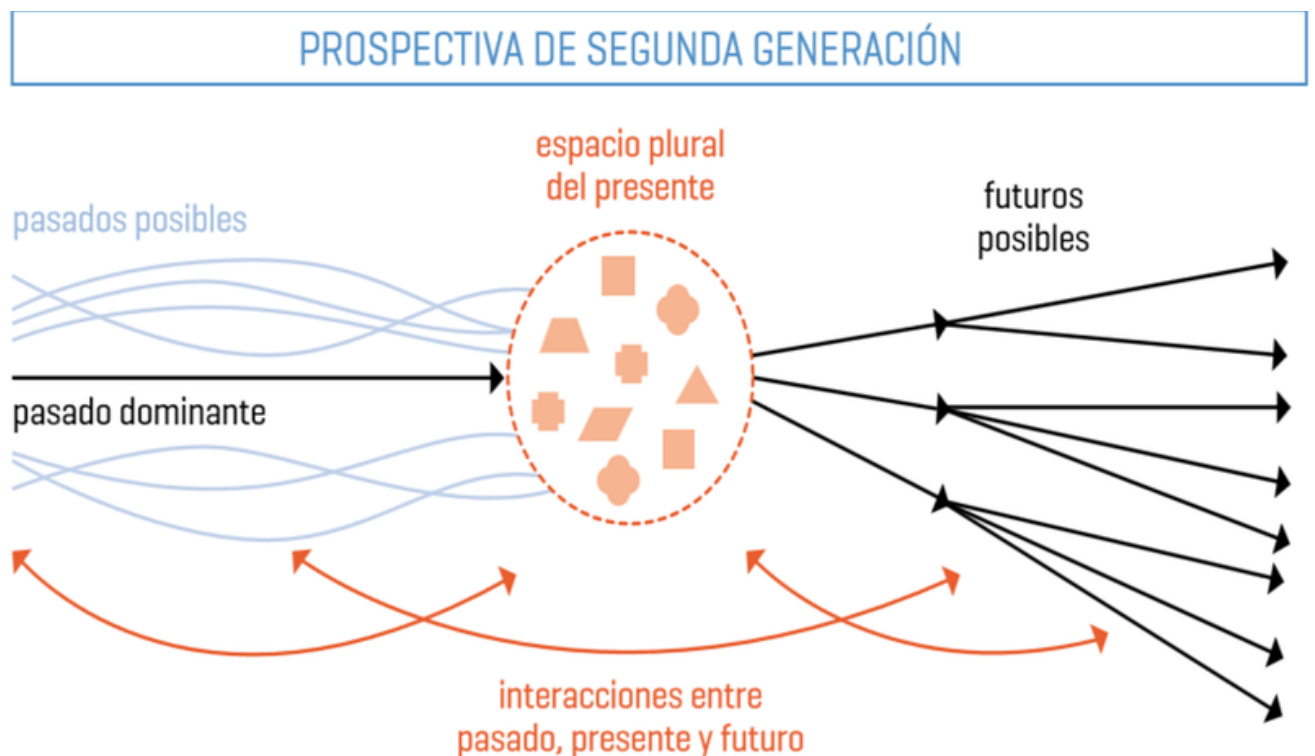 PROSPECTIVA DE SEGUNDA GENERACIÓN
espacio plural
del presente
pasados posibles
futuros
posibles
pasado dominante
interacciones entre
pasado, presente y futuro